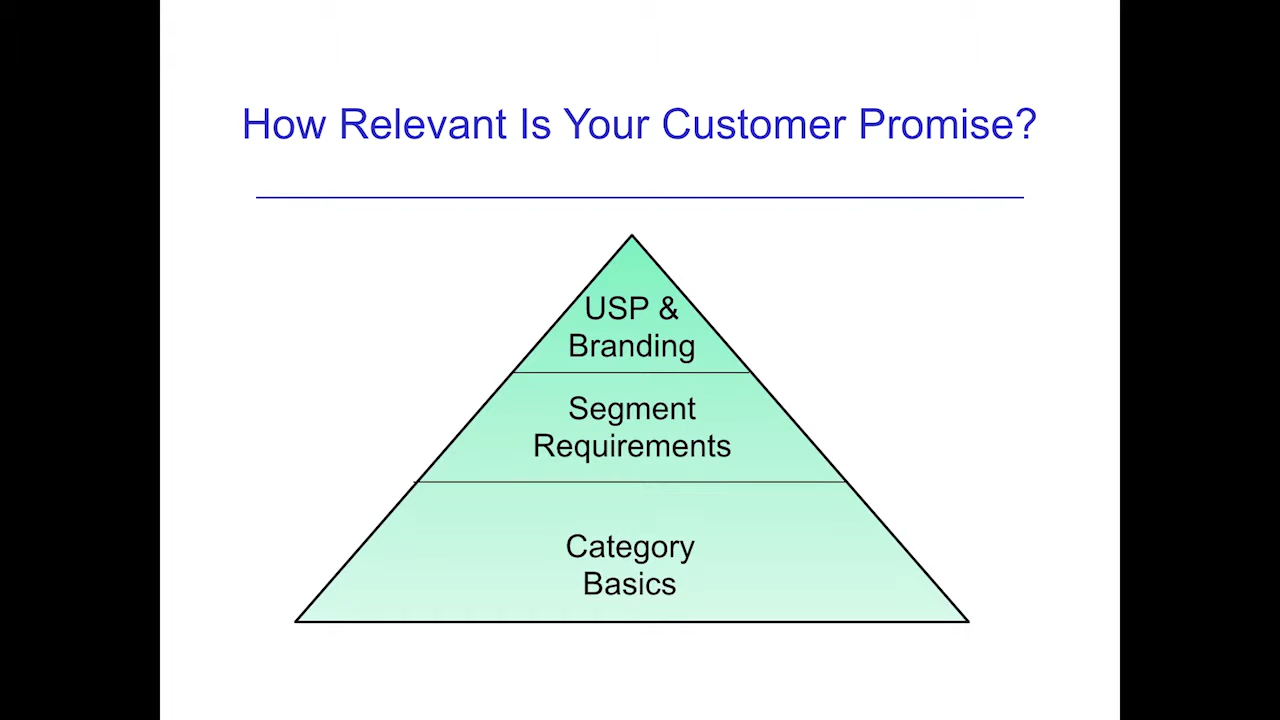 How Relevant Is Your Customer Promise?
USP &
Branding
Segment
Requirements
Category
Basics